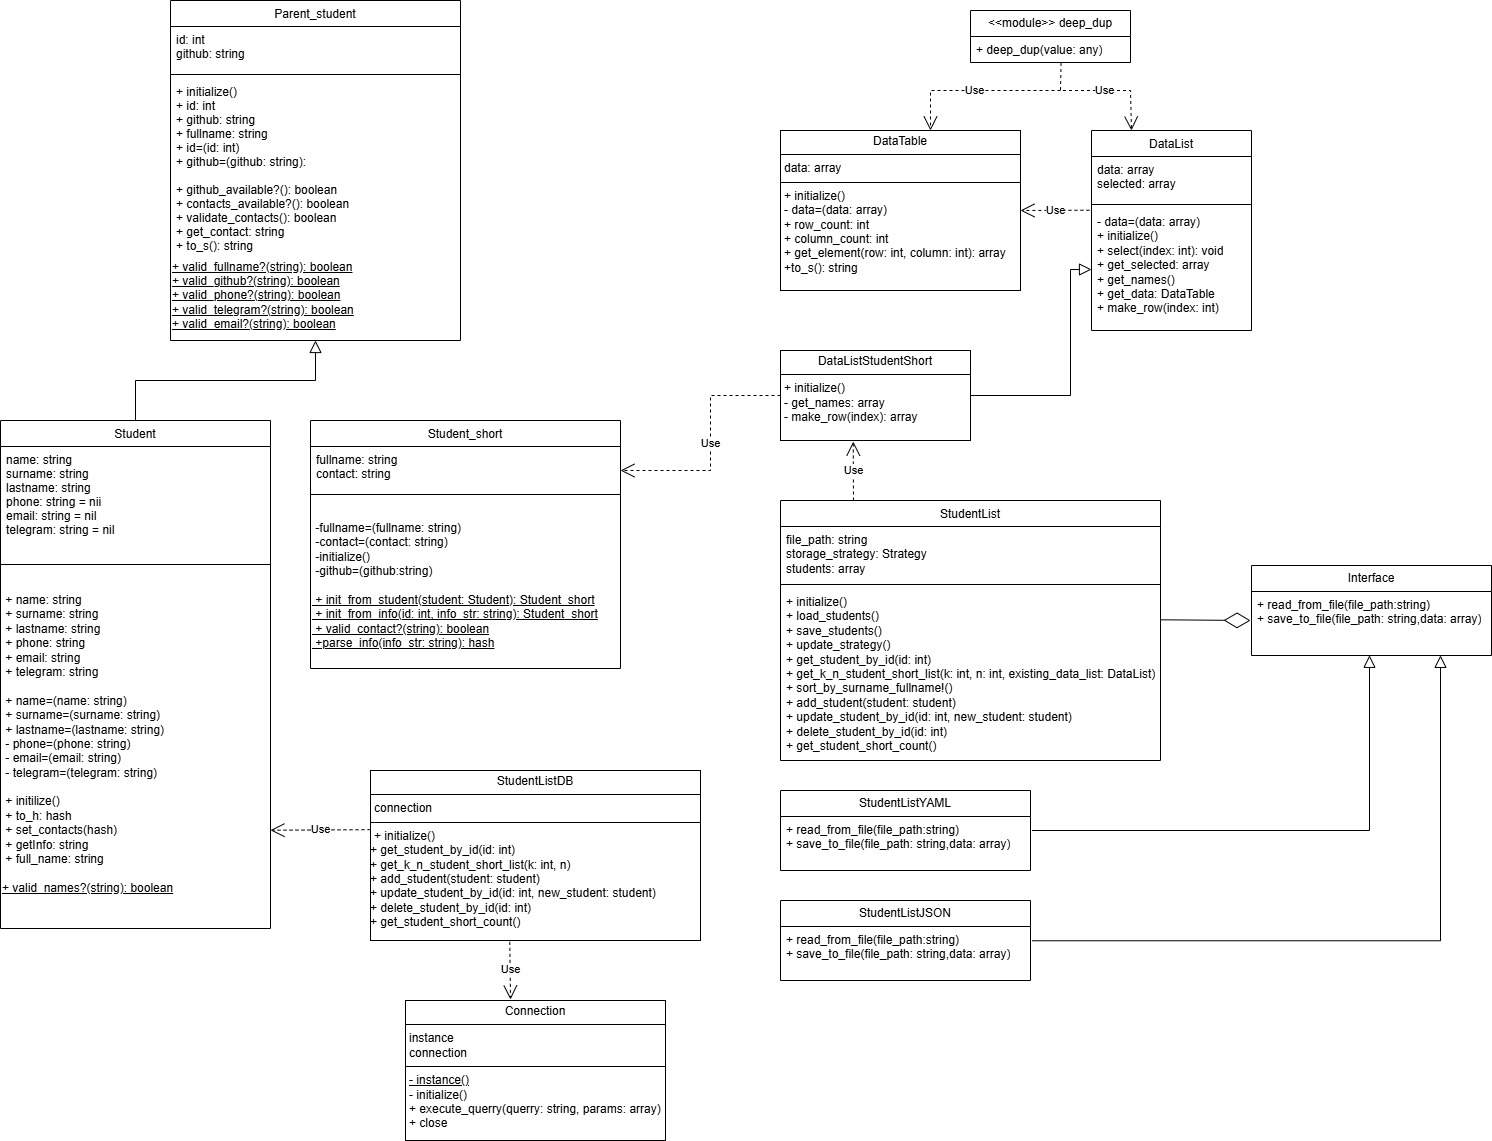 Parent_student
id: int
github: string
+ initialize()
+ id: int
+ github: string
+ fullname: string
+ id=(id: int)
+ github=(github: string):
+ github_available?(): boolean
+ contacts_available?(): boolean
+ validate_contacts(): boolean
+ get_contact: string
+ to_s(): string
+ valid_fullname?(string): boolean
+ valid_github?(string): boolean
+ valid_phone?(string): boolean
+ valid_telegram?(string): boolean
+ valid_email?(string): boolean
<<module>> deep_dup
+ deep_dup(value: any)
Use
Use
DataTable
data: array
+ initialize()
- data=(data: array)
+ row_count: int
+ column_count: int
+ get_element(row: int, column: int): array
+to_s(): string
Use
DataList
data: array
selected: array
- data=(data: array)
+ initialize()
+ select(index: int): void
+ get_selected: array
+ get_names()
+ get_data: DataTable
+ make_row(index: int)
DataListStudentShort
+ initialize()
- get_names: array
- make_row(index): array
Use
Use
Student
name: string
surname: string
lastname: string
phone: string = nii
email: string = nil
telegram: string = nil
+ name: string
+ surname: string
+ lastname: string
+ phone: string
+ email: string
+ telegram: string
+ name=(name: string)
+ surname=(surname: string)
+ lastname=(lastname: string)
- phone=(phone: string)
- email=(email: string)
- telegram=(telegram: string)
+ initilize()
+ to_h: hash
+ set_contacts(hash)
+ getInfo: string
+ full_name: string
+ valid_names?(string): boolean
Student_short
fullname: string
contact: string
-fullname=(fullname: string)
-contact=(contact: string)
-initialize()
-github=(github:string)
+ init_from_student(student: Student): Student_short
+ init_from_info(id: int, info_str: string): Student_short
+ valid_contact?(string): boolean
+parse_info(info_str: string): hash
StudentList
file_path: string
storage_strategy: Strategy
students: array
+ initialize()
+ load_students()
+ save_students()
+ update_strategy()
+ get_student_by_id(id: int)
+ get_k_n_student_short_list(k: int, n: int, existing_data_list: DataList)
+ sort_by_surname_fullname!()
+ add_student(student: student)
+ update_student_by_id(id: int, new_student: student)
+ delete_student_by_id(id: int)
+ get_student_short_count()
Interface
+ read_from_file(file_path:string)
+ save_to_file(file_path: string,data: array)
StudentListYAML
+ read_from_file(file_path:string)
+ save_to_file(file_path: string,data: array)
StudentListJSON
+ read_from_file(file_path:string)
+ save_to_file(file_path: string,data: array)
StudentListDB
connection
+ initialize()
+ get_student_by_id(id: int)
+ get_k_n_student_short_list(k: int, n)
+ add_student(student: student)
+ update_student_by_id(id: int, new_student: student)
+ delete_student_by_id(id: int)
+ get_student_short_count()
Use
Use
Connection
instance
connection
- instance()
- initialize()
+ execute_querry(querry: string, params: array)
+ close